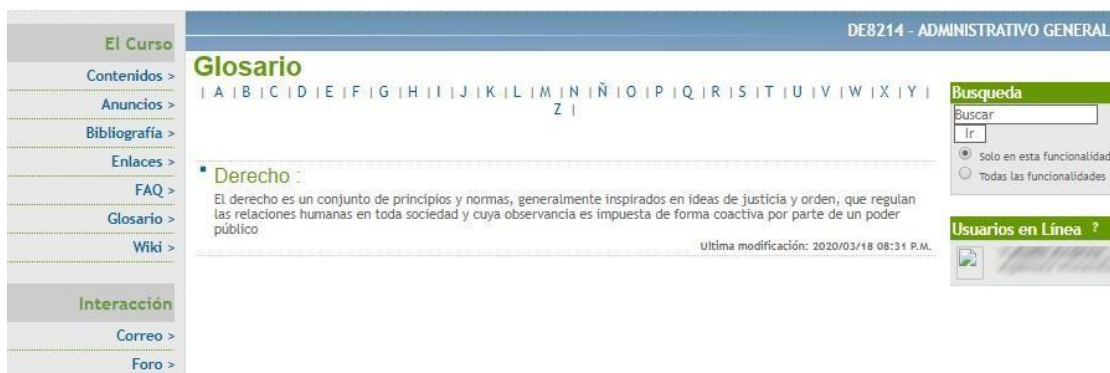 DE8214 - ADMINISTRATIVO GENERAL
El Curso
Contenidos >
Anuncios >
Bibliografía >
Enlaces >
FAQ >
Glosario >
Wiki >
Interacción
Correo >
Foro >
Glosario
| A | B | C | D | E | F | G | H | I | J | K | L | M | N | Ñ | O | P | Q | R | S | T | U | V | W | X | Y |
Z |
Derecho :
El derecho es un conjunto de principios y normas, generalmente inspirados en ideas de justicia y orden, que regulan
las relaciones humanas en toda sociedad y cuya observancia es impuesta de forma coactiva por parte de un poder
público
Ultima modificación: 2020/03/18 08:31 P.M.
Busqueda
Buscar
Ir
Solo en esta funcionalidad
Todas las funcionalidades
Usuarios en Línea ?